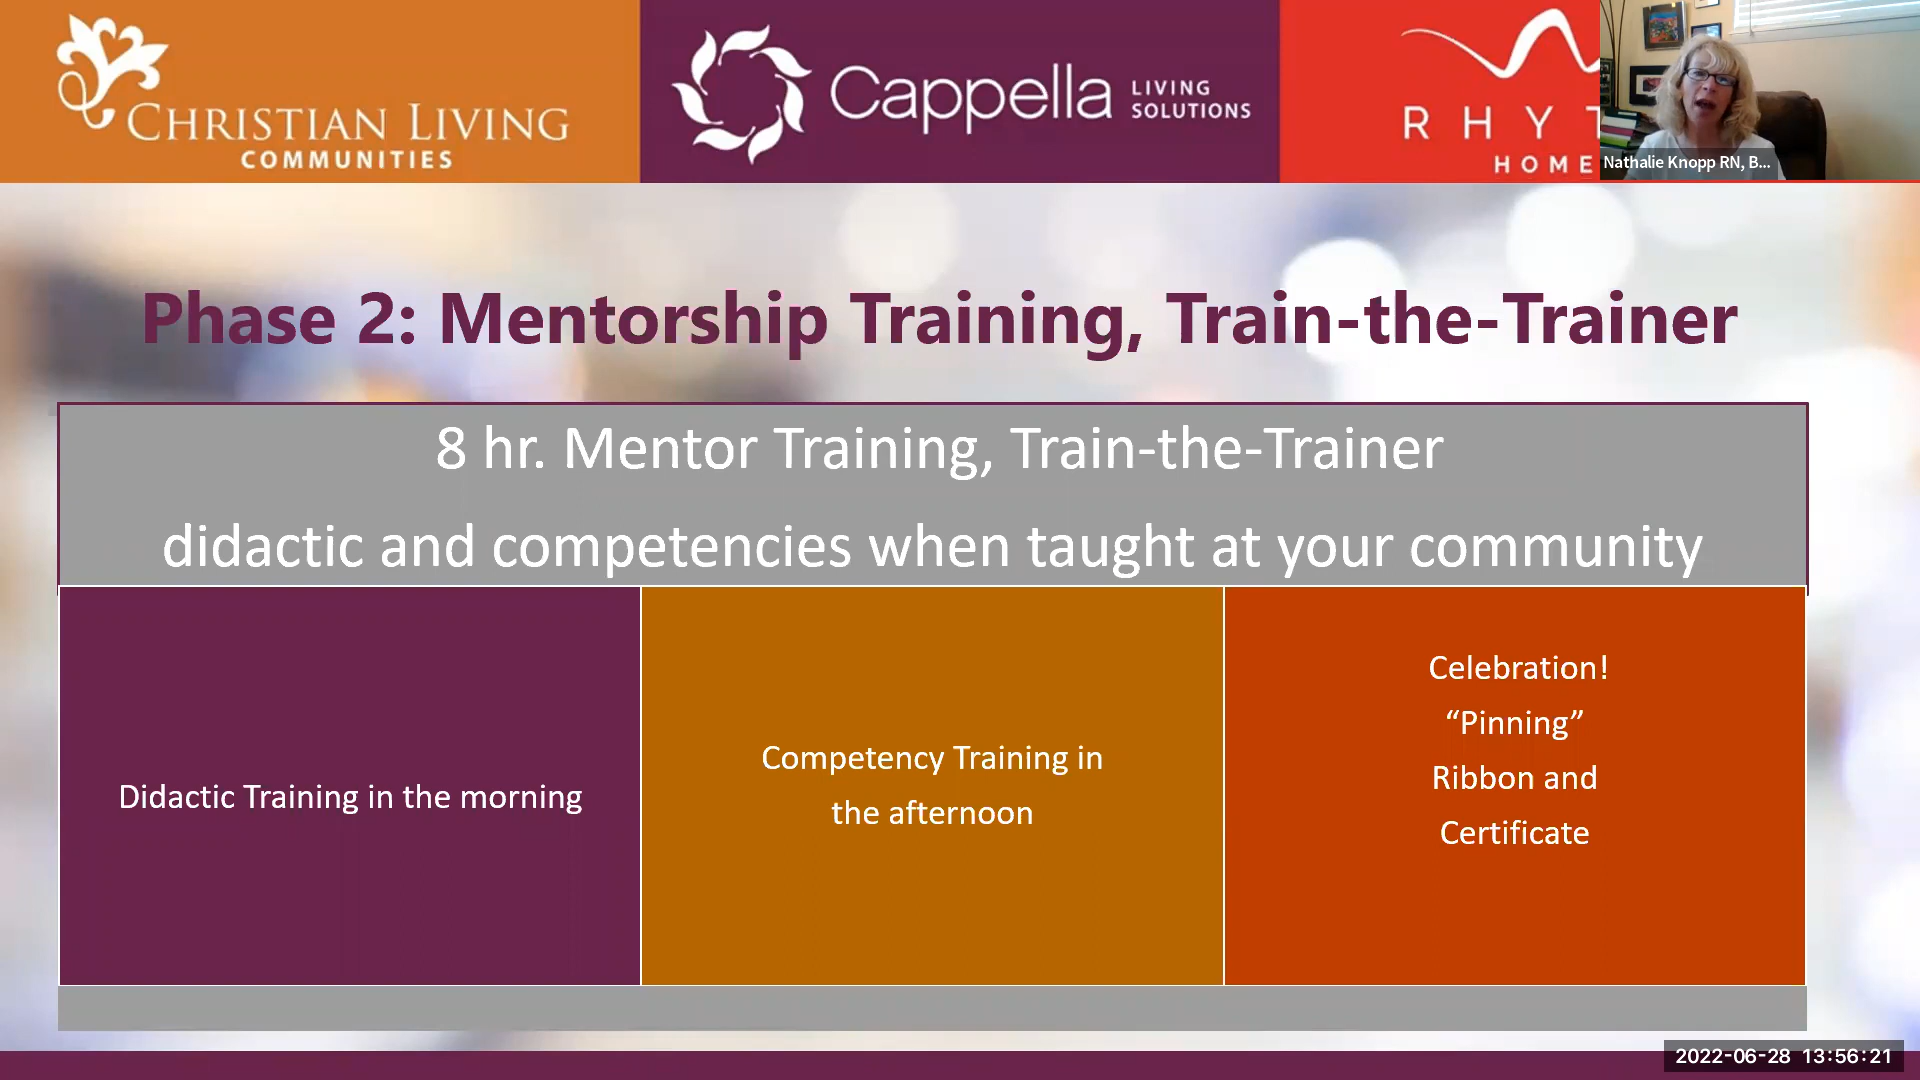 CHRISTIAN LIVING
COMMUNITIES
Cappella
LIVING
SOLUTIONS
HOME
Nathalie Knopp RN, B...
Phase 2: Mentorship Training, Train-the-Trainer
8 hr. Mentor Training, Train-the-Trainer
didactic and competencies when taught at your community
Didactic Training in the morning
Competency Training in
the afternoon
Celebration!
“Pinning”
Ribbon and
Certificate
2022-06-28 13:56:21